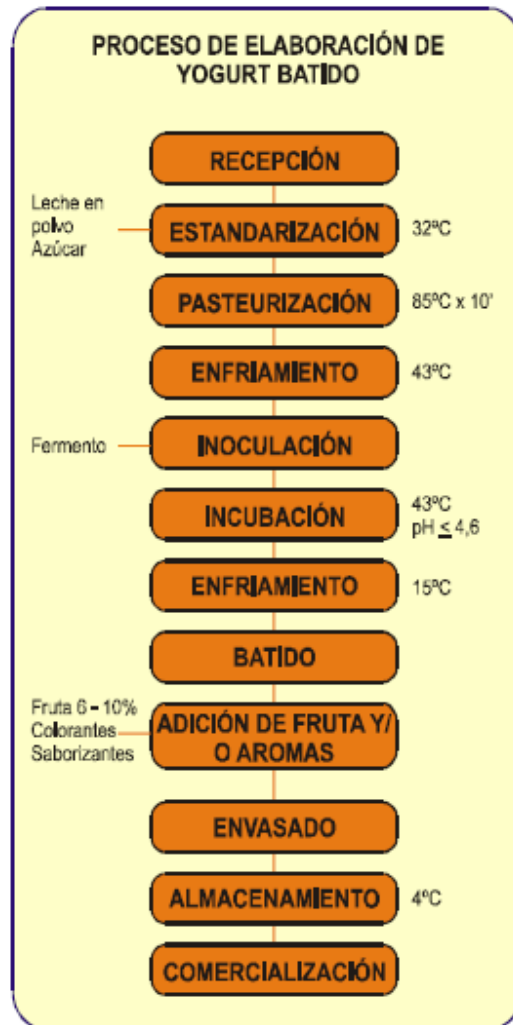 PROCESO DE ELABORACIÓN DE
YOGURT BATIDO
RECEPCIÓN
Leche en
polvo
Azúcar
ESTANDARIZACIÓN
32ºC
PASTEURIZACIÓN
85ºC x 10'
ENFRIAMIENTO
43ºC
Fermento
INOCULACIÓN
INCUBACIÓN
43ºC
pH ≤ 4,6
ENFRIAMIENTO
15ºC
BATIDO
Fruta 6 - 10%
Colorantes
Saborizantes
ADICIÓN DE FRUTA Y/
O AROMAS
ENVASADO
ALMACENAMIENTO
4ºC
COMERCIALIZACIÓN